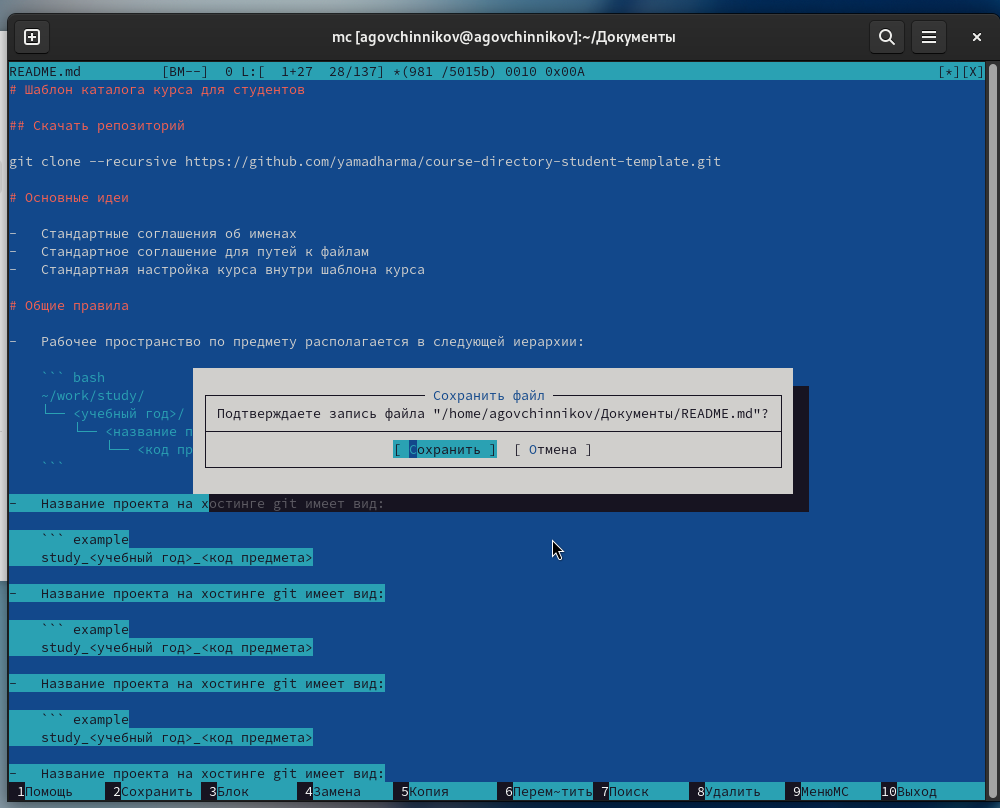 mc [agovchinnikov@agovchinnikov]:~/Документы
README.md [BM--] 0 L:[ 1+27 28/137] *(981 /5015b) 0010 0x00A [*][X]
# Шаблон каталога курса для студентов
## Скачать репозиторий
git clone --recursive https://github.com/yamadharma/course-directory-student-template.git
# Основные идеи
- Стандартные соглашения об именах
- Стандартное соглашение для путей к файлам
- Стандартная настройка курса внутри шаблона курса
# Общие правила
- Рабочее пространство по предмету располагается в следующей иерархии:
``` bash
~/work/study/
└── <учебный год>/
└── <название п
└── <код пр
```
Сохранить файл
Подтверждаете запись файла "/home/agovchinnikov/Документы/README.md"?
[ Сохранить ] [ Отмена ]
- Название проекта на хостинге git имеет вид:
``` example
study_<учебный год>_<код предмета>
- Название проекта на хостинге git имеет вид:
``` example
study_<учебный год>_<код предмета>
- Название проекта на хостинге git имеет вид:
``` example
study_<учебный год>_<код предмета>
- Название проекта на хостинге git имеет вид:
1Помощь 2Сохранить 3Блок 4Замена 5Копия 6Перем~тить 7Поиск 8Удалить 9МенюMC 10Выход